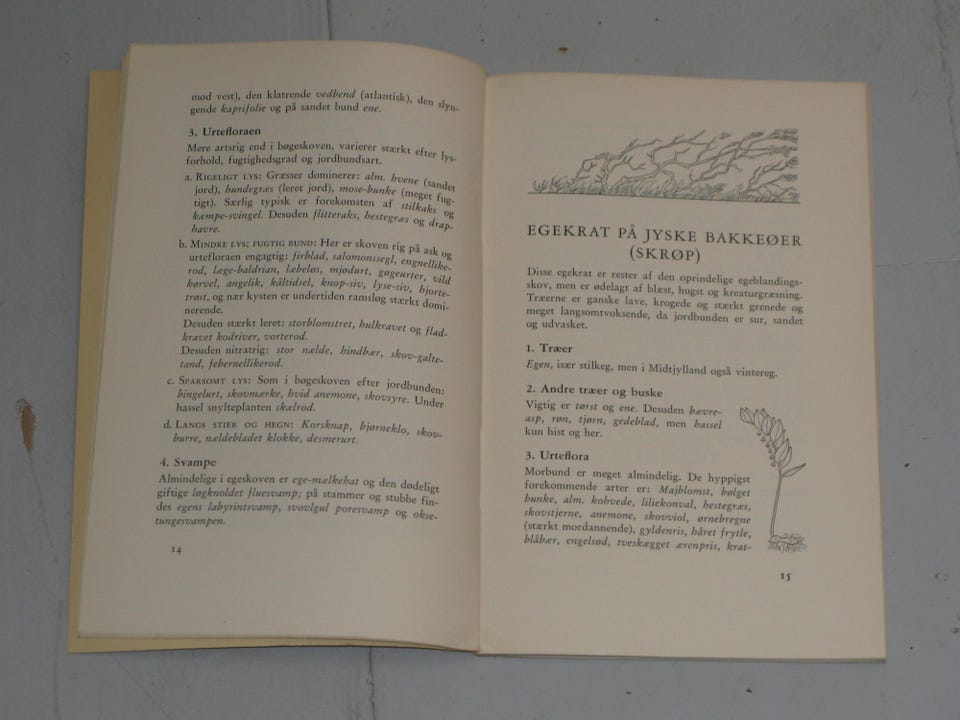 mod vest), den klatrende vedbend (atlantisk), den slyn-
gende kaprifolie og på sandet bund ene.
3. Urtefloraen
Mere artsrig end i bøgeskoven, varierer stærkt efter lys-
forhold, fugtighedsgrad og jordbundsart.
a. RIGELIGT LYS: Græsser dominerer: alm. hvene (sandet
jord), hundegræs (leret jord), mose-bunke (meget fug-
tigt). Særlig typisk er forekomsten af stilkaks og
kæmpe-svingel. Desuden flitteraks, hestegræs og drap-
havre.
b. MINDRE LYS; FUGTIG BUND: Her er skoven rig på ask og
urtefloraen engagtig: firblad, salomonssegl, engnellike-
rod, læge-baldrian, læbeløs, mjødurt, gøgeurter, vild
kørvel, angelik, kåltidsel, knop-siv, lyse-siv, hjorte-
trøst, og nær kysten er undertiden ramsløg stærkt domi-
nerende.
Desuden stærkt leret: storblomstret, hulkravet og flad-
kravet kodriver, vorterod.
Desuden nitratrig: stor nælde, hindbær, skov-galte-
tand, febernellikerod.
c. SPARSOMT LYS: Som i bøgeskoven efter jordbunden:
bingelurt, skovmærke, hvid anemone, skovsyre. Under
hassel snylteplanten skælrod.
d. LANGS STIER OG HEGN: Korsknap, bjørneklo, skov-
burre, nældebladet klokke, desmerurt.
4. Svampe
Almindelige i egeskoven er ege-mælkehat og den dødeligt
giftige løgknoldet fluesvamp; på stammer og stubbe fin-
des egens labyrintsvamp, svovlgul poresvamp og okse-
tungesvampen.
14
EGEKRAT PÅ JYSKE BAKKEØER
(SKRØP)
Disse egekrat er rester af den oprindelige egeblandings-
skov, men er ødelagt af blæst, hugst og kreaturgræsning.
Træerne er ganske lave, krogede og stærkt grenede og
meget langsomtvoksende, da jordbunden er sur, sandet
og udvasket.
1. Træer
Egen, især stilkeg, men i Midtjylland også vintereg.
2. Andre træer og buske
Vigtig er tørst og ene. Desuden bævre-
asp, røn, tjørn, gedeblad, men hassel
kun hist og her.
3. Urteflora
Morbund er meget almindelig. De hyppigst
forekommende arter er: Majblomst, bølget
bunke, alm. kohvede, liliekonval, hestegræs,
skovstjerne, anemone, skovviol, ørnebregne
(stærkt mordannende), gyldenris, håret frytle,
blåbær, engelsød, tveskægget ærenpris, krat-
15